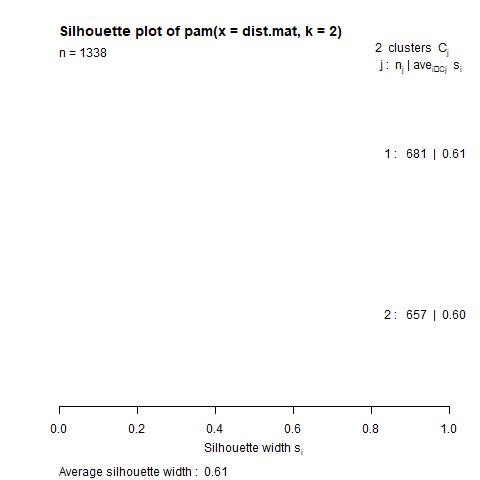 Silhouette plot of pam(x = dist.mat, k = 2)
n = 1338
2 clusters Cj
j : nj | avei□Cj si
1 : 681 | 0.61
2 : 657 | 0.60
0.0 0.2 0.4 0.6 0.8 1.0
Silhouette width si
Average silhouette width : 0.61